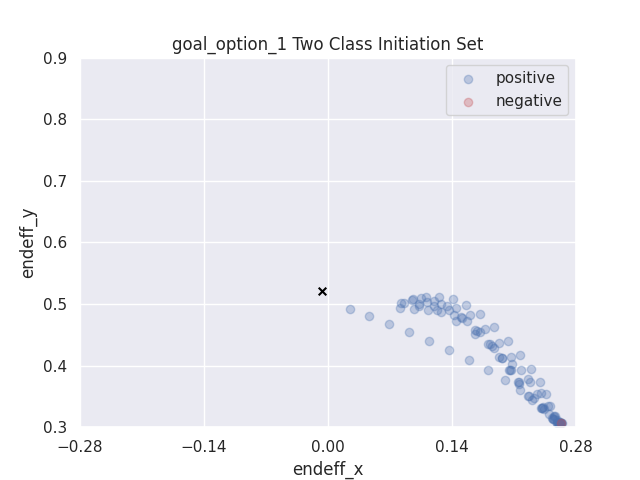 goal_option_1 Two Class Initiation Set
positive
negative
endeff_y
0.9
0.8
0.7
0.6
0.5
0.4
0.3
−0.28
−0.14
0.00
0.14
0.28
endeff_x